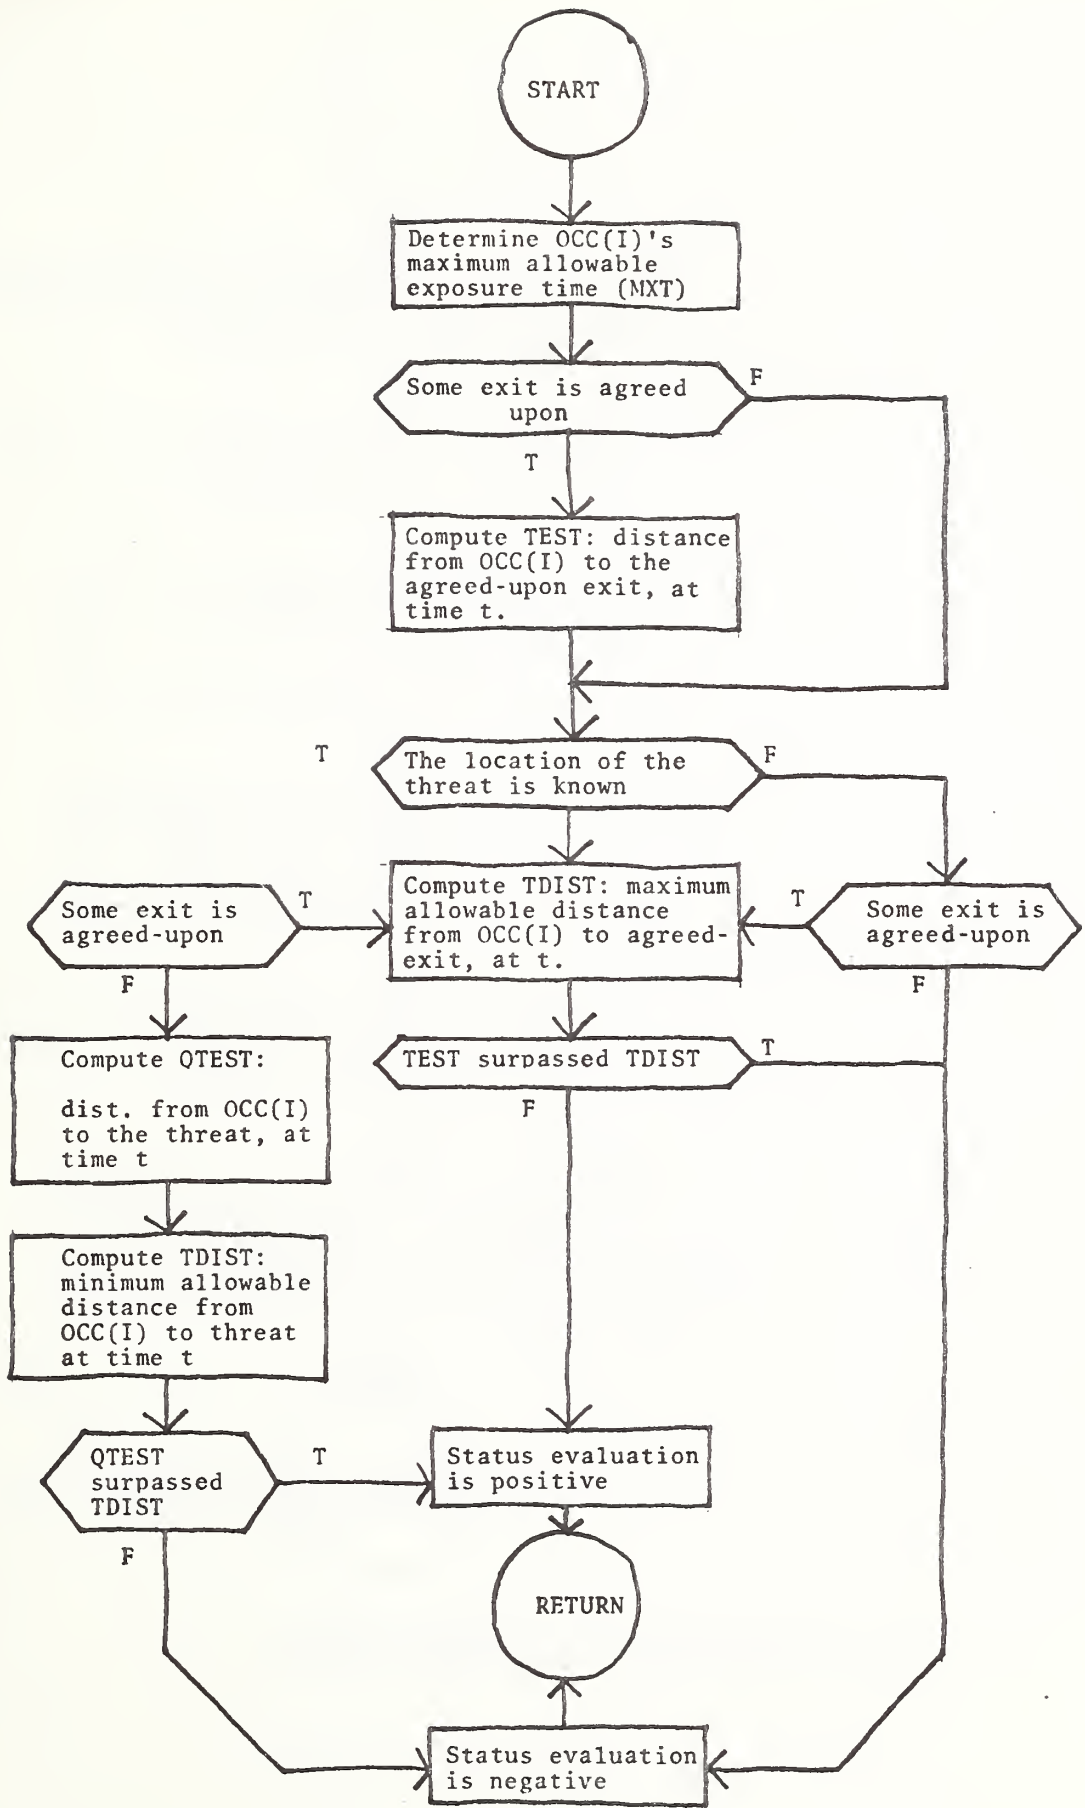 START
Determine OCC(I)'s
maximum allowable
exposure time (MXT)
Some exit is agreed
upon
F
T
Compute TEST: distance
from OCC(I) to the
agreed-upon exit, at
time t.
T
The location of the
threat is known
F
Some exit is
agreed-upon
T
F
Compute TDIST: maximum
allowable distance
from OCC(I) to agreed-
exit, at t.
T
Some exit is
agreed-upon
F
Compute QTEST:
dist. from OCC(I)
to the threat, at
time t
TEST surpassed TDIST
T
F
Compute TDIST:
minimum allowable
distance from
OCC(I) to threat
at time t
QTEST
surpassed
TDIST
T
F
Status evaluation
is positive
RETURN
Status evaluation
is negative